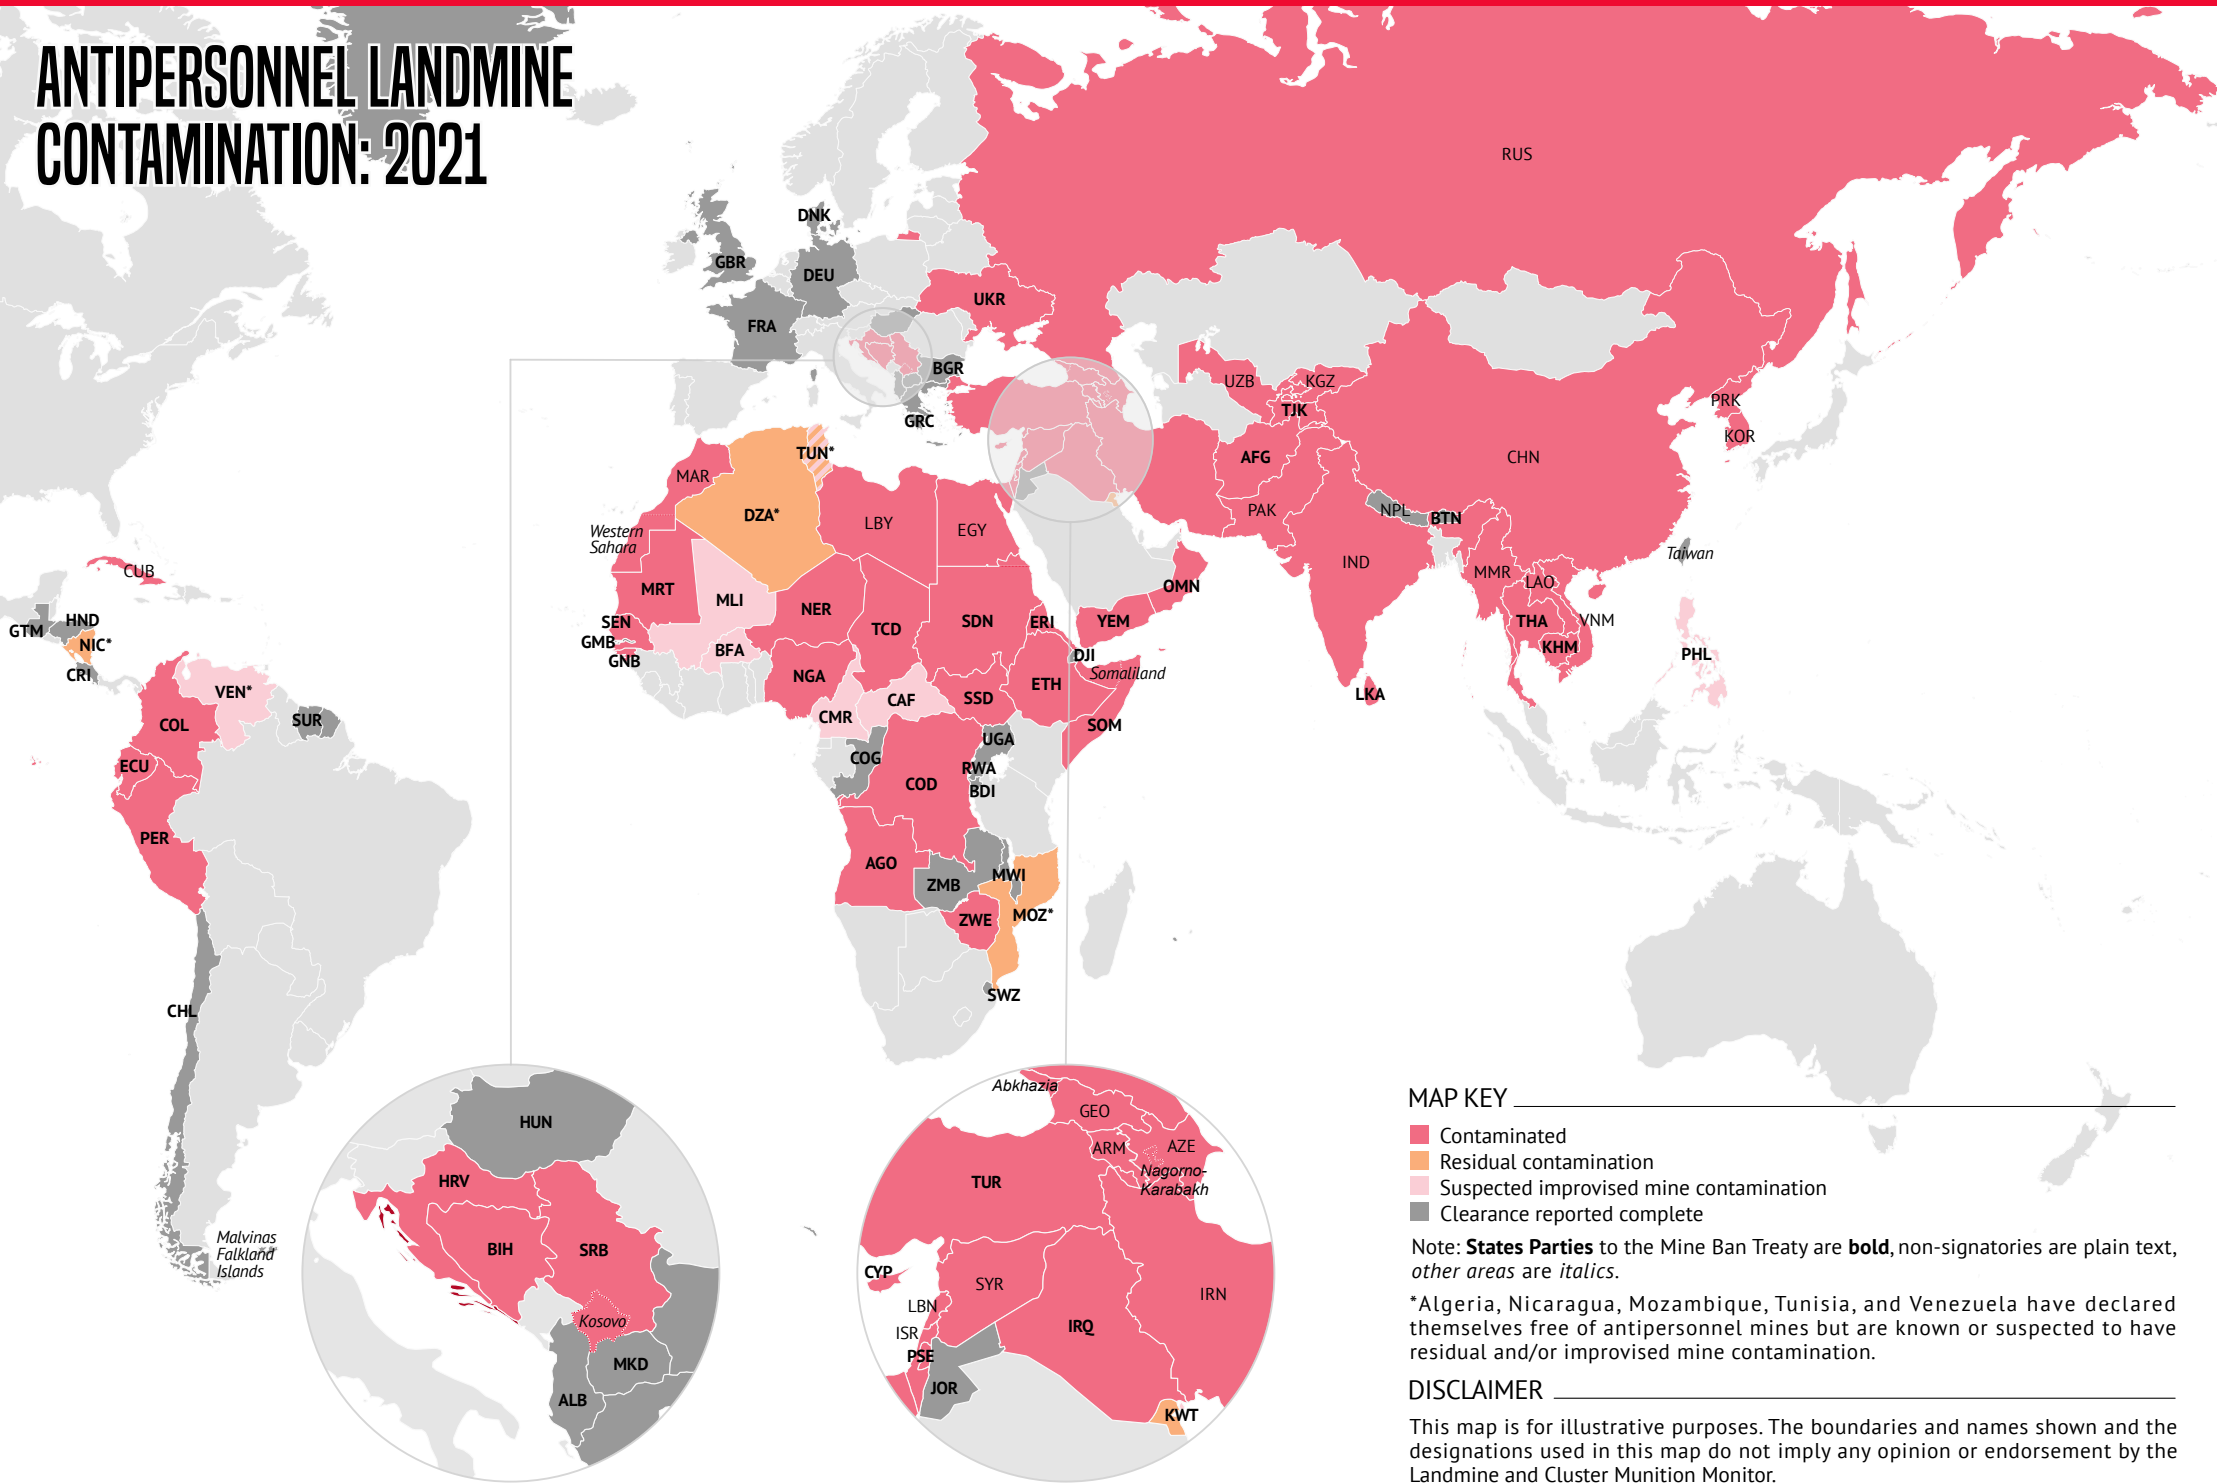 ANTIPERSONNEL LANDMINE
CONTAMINATION: 2021
RUS
DNK
GBR
DEU
UKR
FRA
BGR
GRC
UZB
KGZ
TJK
PRK
KOR
AFG
CHN
TUN*
MAR
DZA*
LBY
EGY
PAK
NPL
BTN
IND
Western
Sahara
Taiwan
CUB
MRT
MLI
NER
TCD
SDN
ERI
YEM
OMN
MMR
LAO
THA
VNM
KHM
PHL
LKA
HND
GTM
NIC*
CRI
SEN
GMB
GNB
BFA
NGA
DJI
Somaliland
ETH
SSD
CAF
CMR
SOM
VEN*
COL
SUR
ECU
PER
COG
UGA
RWA
BDI
COD
AGO
ZMB
MWI
ZWE
MOZ*
SWZ
CHL
Malvinas
Falkland
Islands
HUN
HRV
BIH
SRB
Kosovo
MKD
ALB
Abkhazia
GEO
ARM
AZE
Nagorno-
Karabakh
TUR
CYP
SYR
LBN
ISR
PSE
JOR
IRQ
IRN
KWT
MAP KEY
Contaminated
Residual contamination
Suspected improvised mine contamination
Clearance reported complete
Note: States Parties to the Mine Ban Treaty are bold, non-signatories are plain text,
other areas are italics.
*Algeria, Nicaragua, Mozambique, Tunisia, and Venezuela have declared
themselves free of antipersonnel mines but are known or suspected to have
residual and/or improvised mine contamination.
DISCLAIMER
This map is for illustrative purposes. The boundaries and names shown and the
designations used in this map do not imply any opinion or endorsement by the
Landmine and Cluster Munition Monitor.